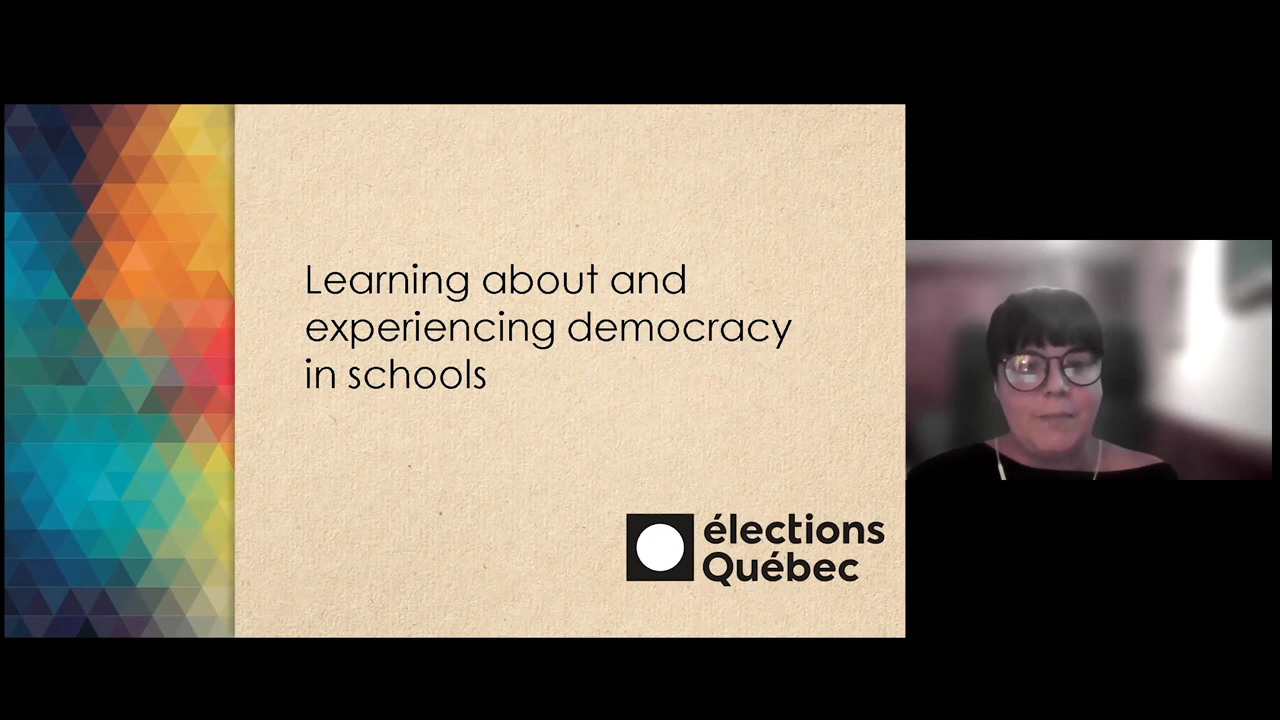 Learning about and
experiencing democracy
in schools
élections
Québec